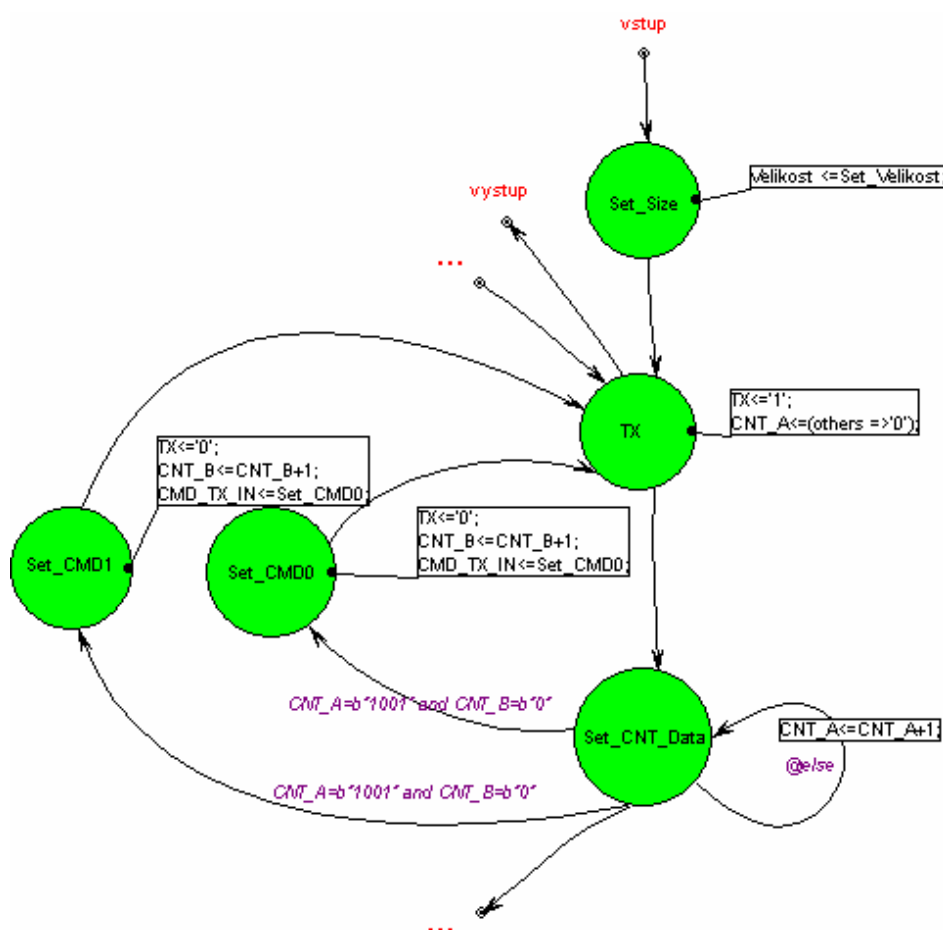 vstup
Velikost <=Set_Velikost;
Set_Size
vystup
...
TX<='1';
CNT_A<=(others =>'0');
TX
TX<='0';
CNT_B<=CNT_B+1;
CMD_TX_IN<=Set_CMD0;
Set_CMD1
TX<='0';
CNT_B<=CNT_B+1;
CMD_TX_IN<=Set_CMD0;
Set_CMD0
CNT_A=b"1001" and CNT_B=b"0"
Set_CNT_Data
CNT_A<=CNT_A+1;
@else
CNT_A=b"1001" and CNT_B=b"0"
...